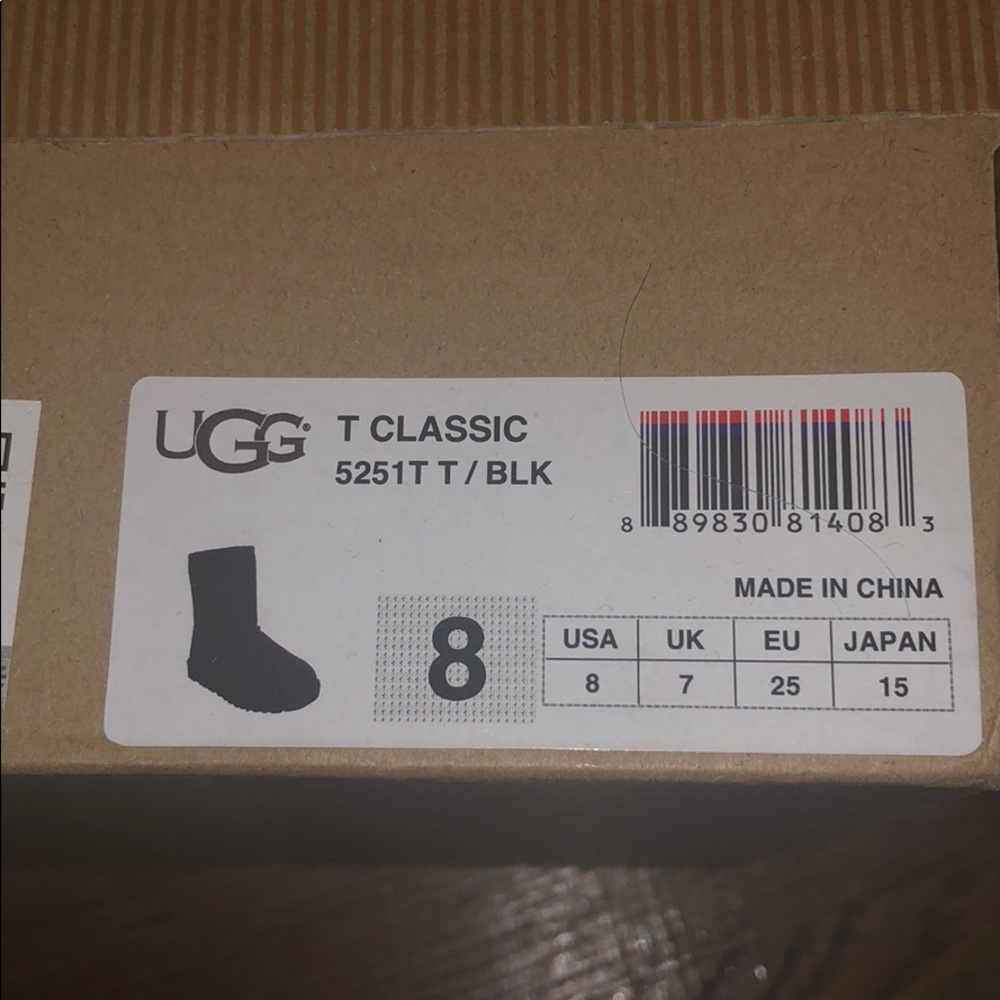 UGG®
T CLASSIC
5251T T / BLK
8 89830 81408 3
MADE IN CHINA
8
USA UK EU JAPAN
8 7 25 15